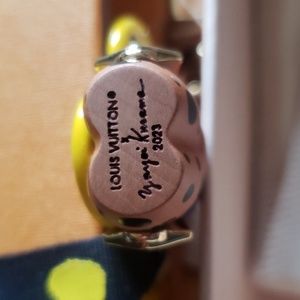 LOUIS VUITTON®
x
Yayoi Kusama
2023